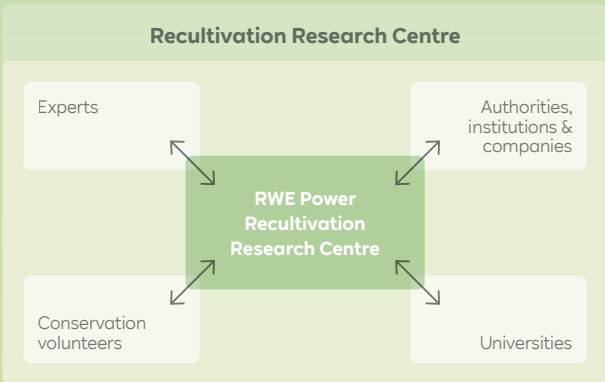 Recultivation Research Centre
Experts
Authorities,
institutions &
companies
RWE Power
Recultivation
Research Centre
Conservation
volunteers
Universities